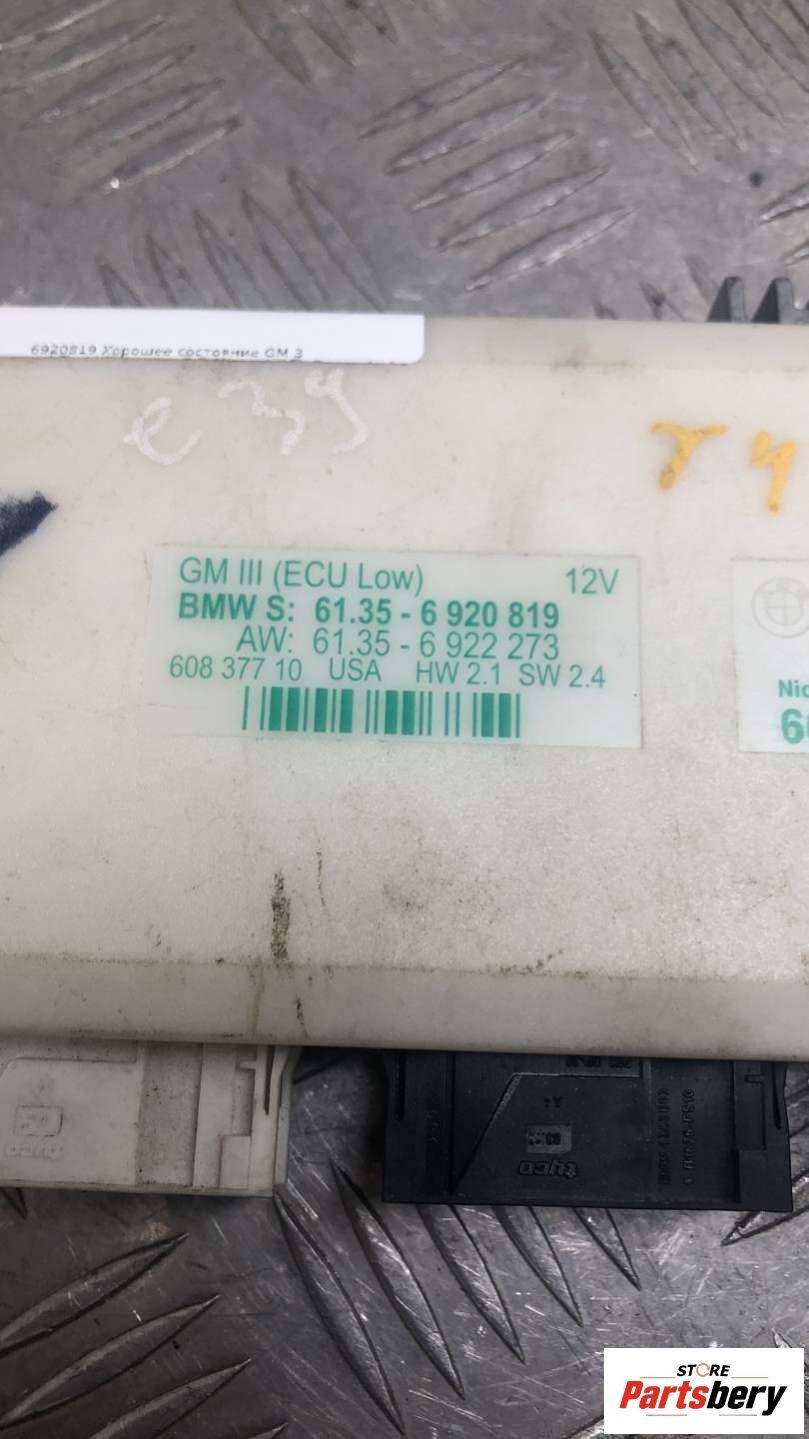 6920819 Хорошее состояние GM 3
e39
GM III (ECU Low) 12V
BMW S: 61.35 - 6 920 819
AW: 61.35 - 6 922 273
608 377 10 USA HW 2.1 SW 2.4
tyco
STORE
Partsbery